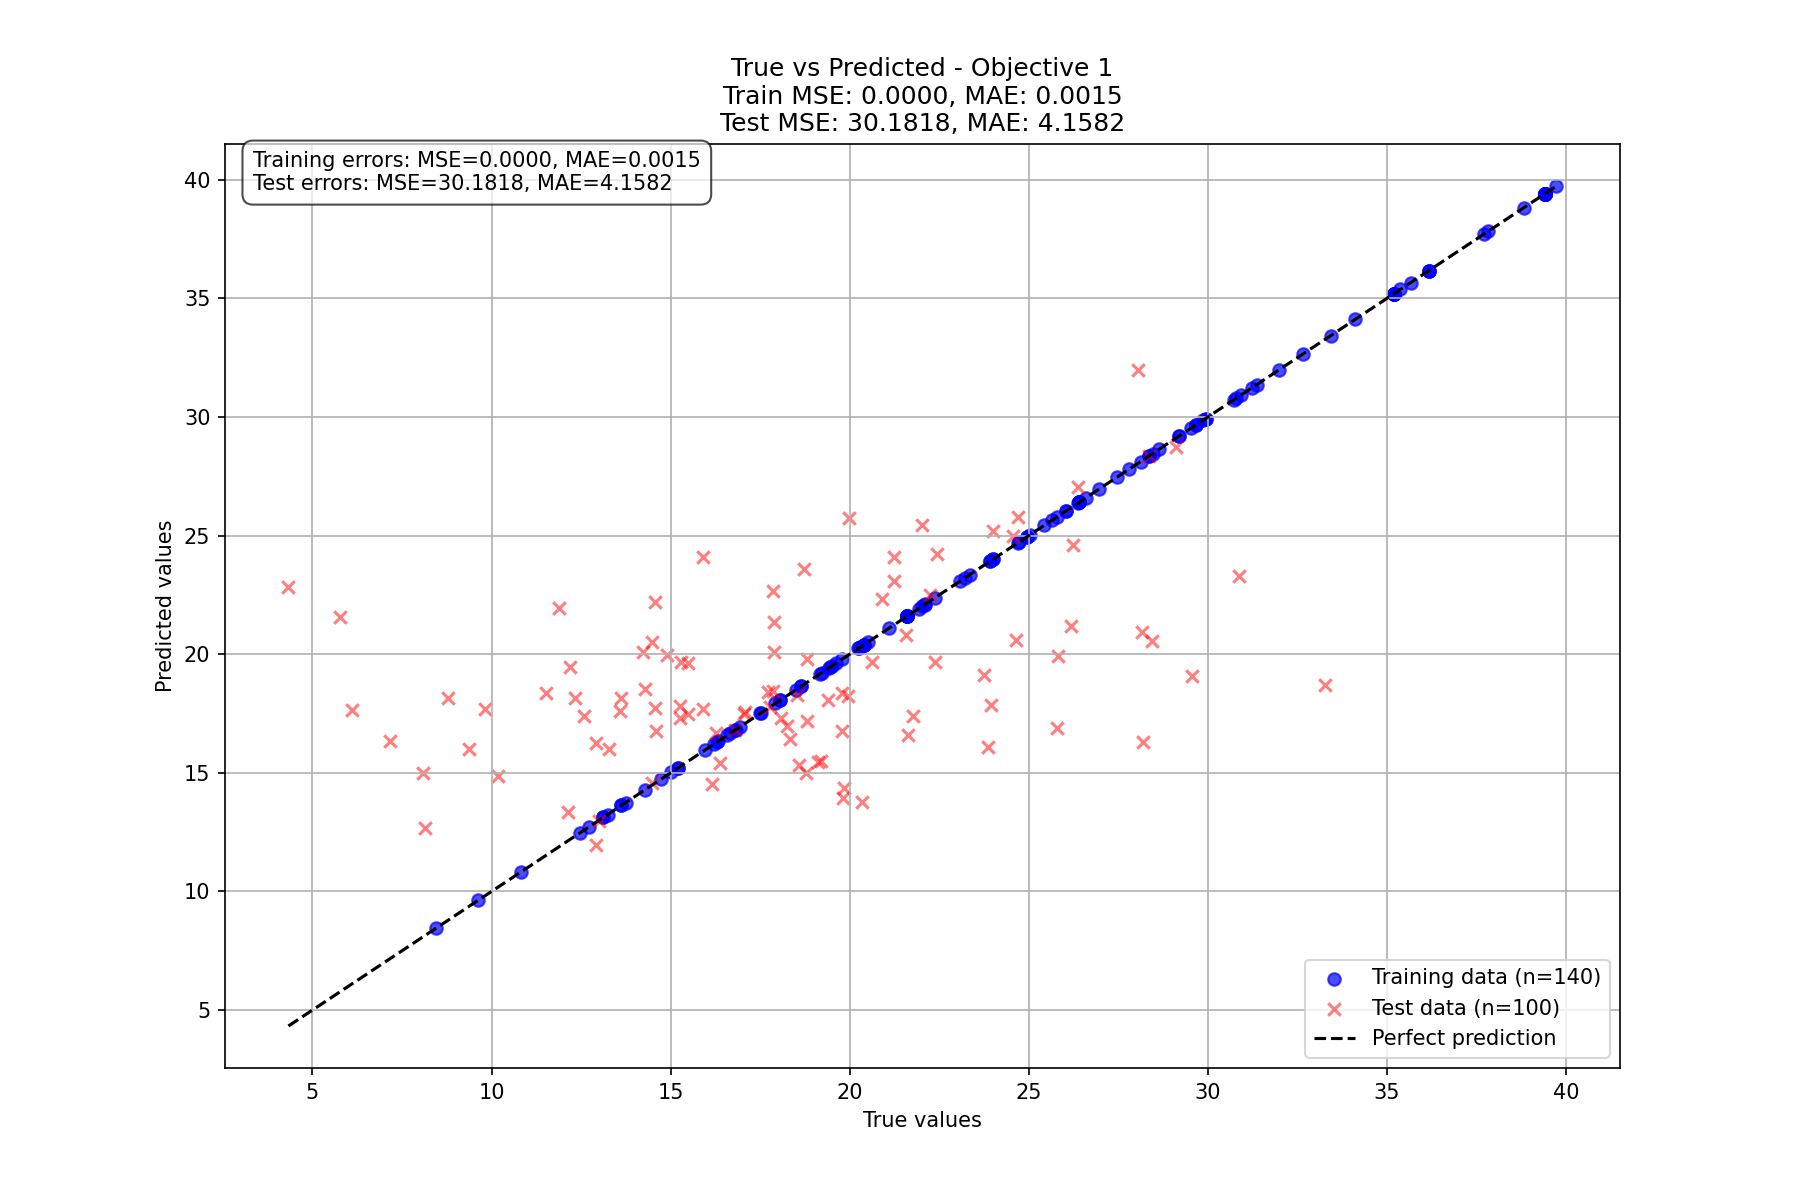 True vs Predicted - Objective 1
Train MSE: 0.0000, MAE: 0.0015
Test MSE: 30.1818, MAE: 4.1582
Training errors: MSE=0.0000, MAE=0.0015
Test errors: MSE=30.1818, MAE=4.1582
40
35
30
25
20
15
10
5
Predicted values
Training data (n=140)
Test data (n=100)
Perfect prediction
5 10 15 20 25 30 35 40
True values